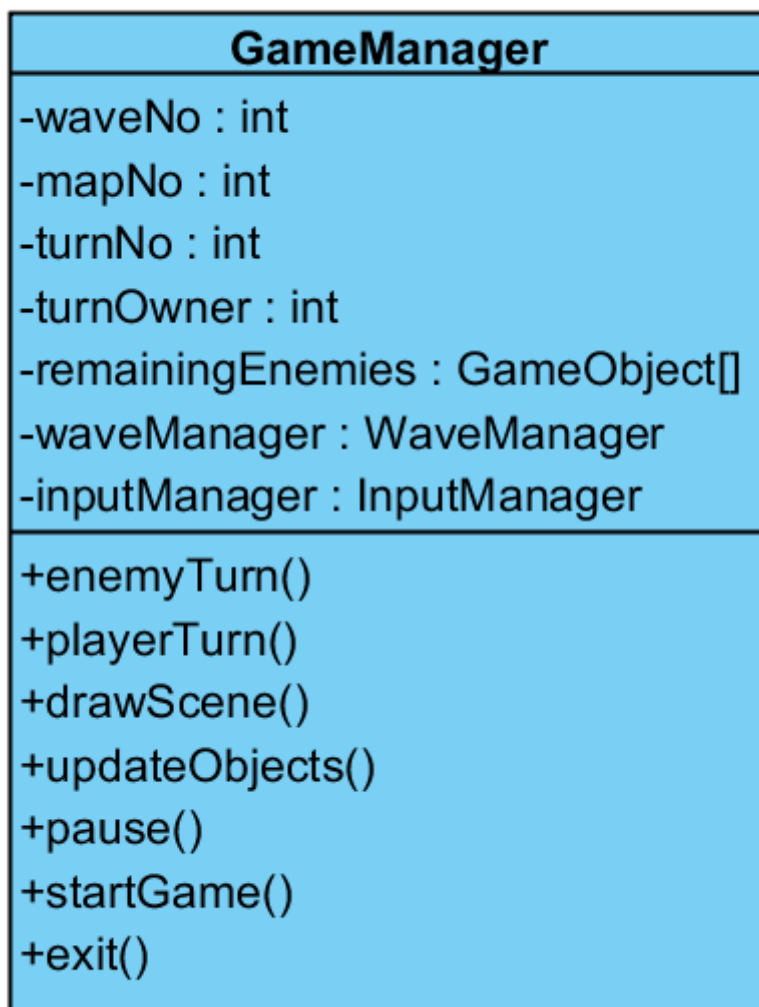 GameManager
-waveNo : int
-mapNo : int
-turnNo : int
-turnOwner : int
-remainingEnemies : GameObject[]
-waveManager : WaveManager
-inputManager : InputManager
+enemyTurn()
+playerTurn()
+drawScene()
+updateObjects()
+pause()
+startGame()
+exit()